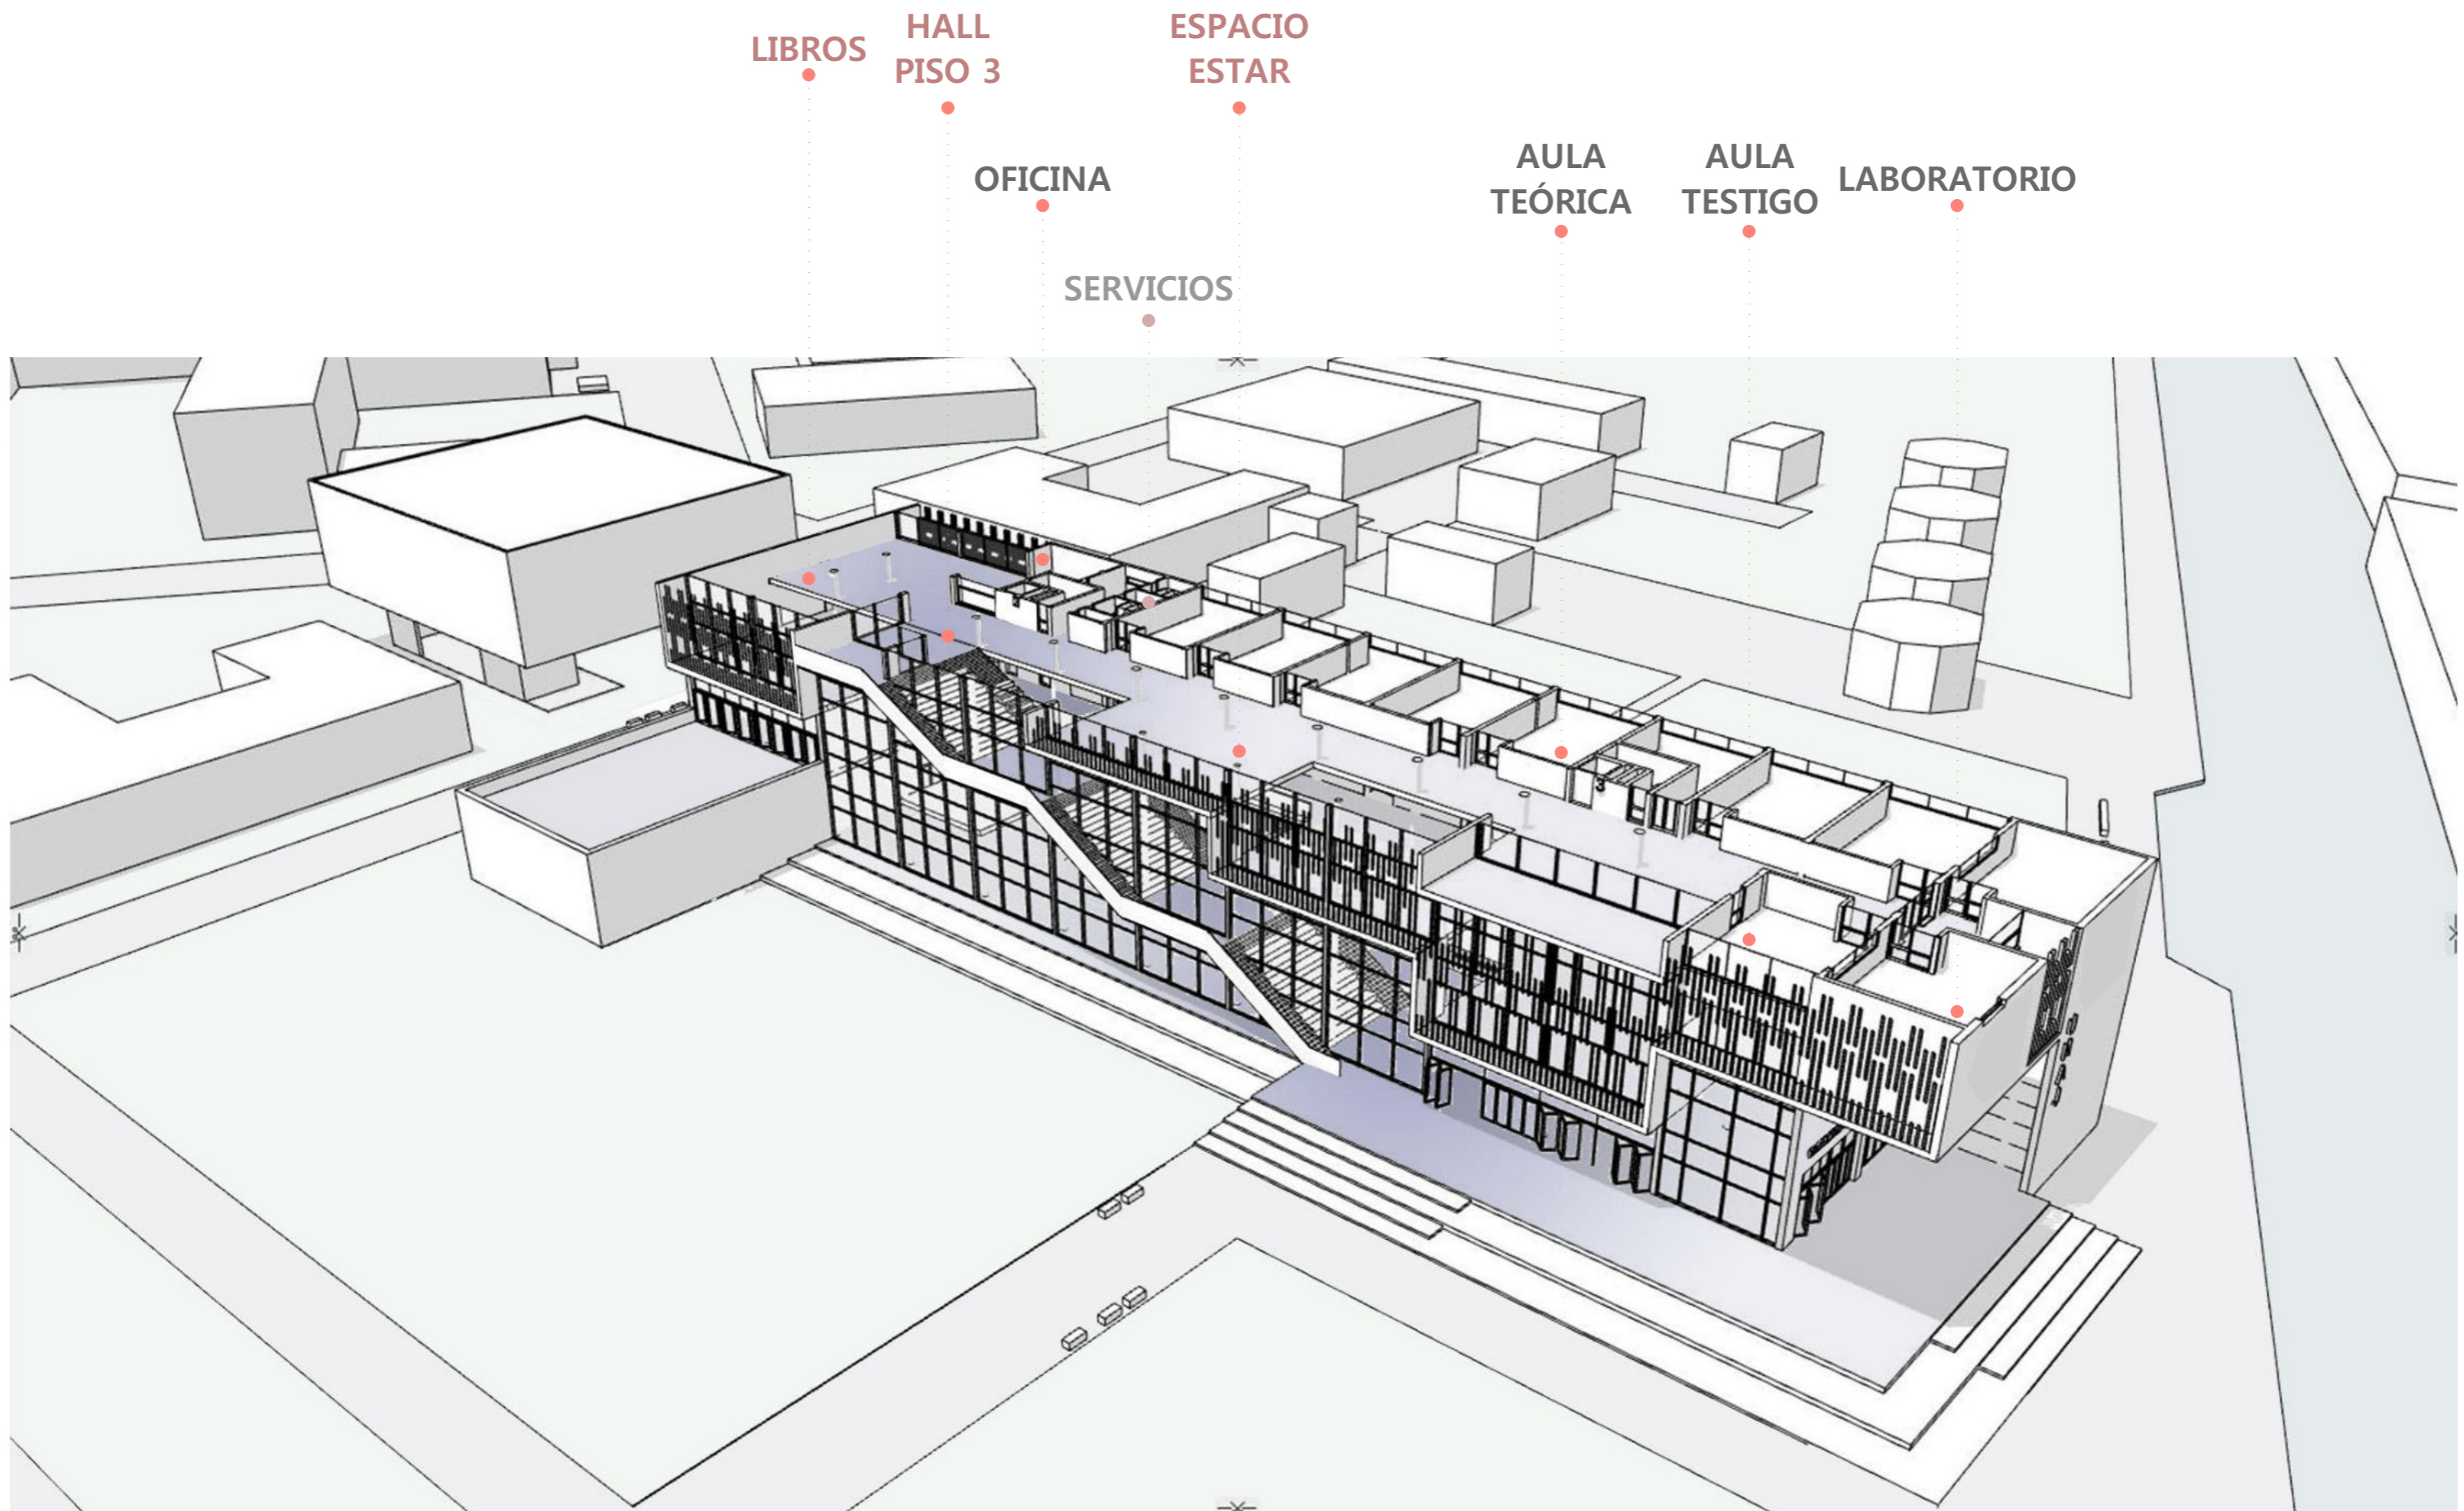 LIBROS
HALL
PISO 3
ESPACIO
ESTAR
OFICINA
AULA
TEÓRICA
AULA
TESTIGO
LABORATORIO
SERVICIOS